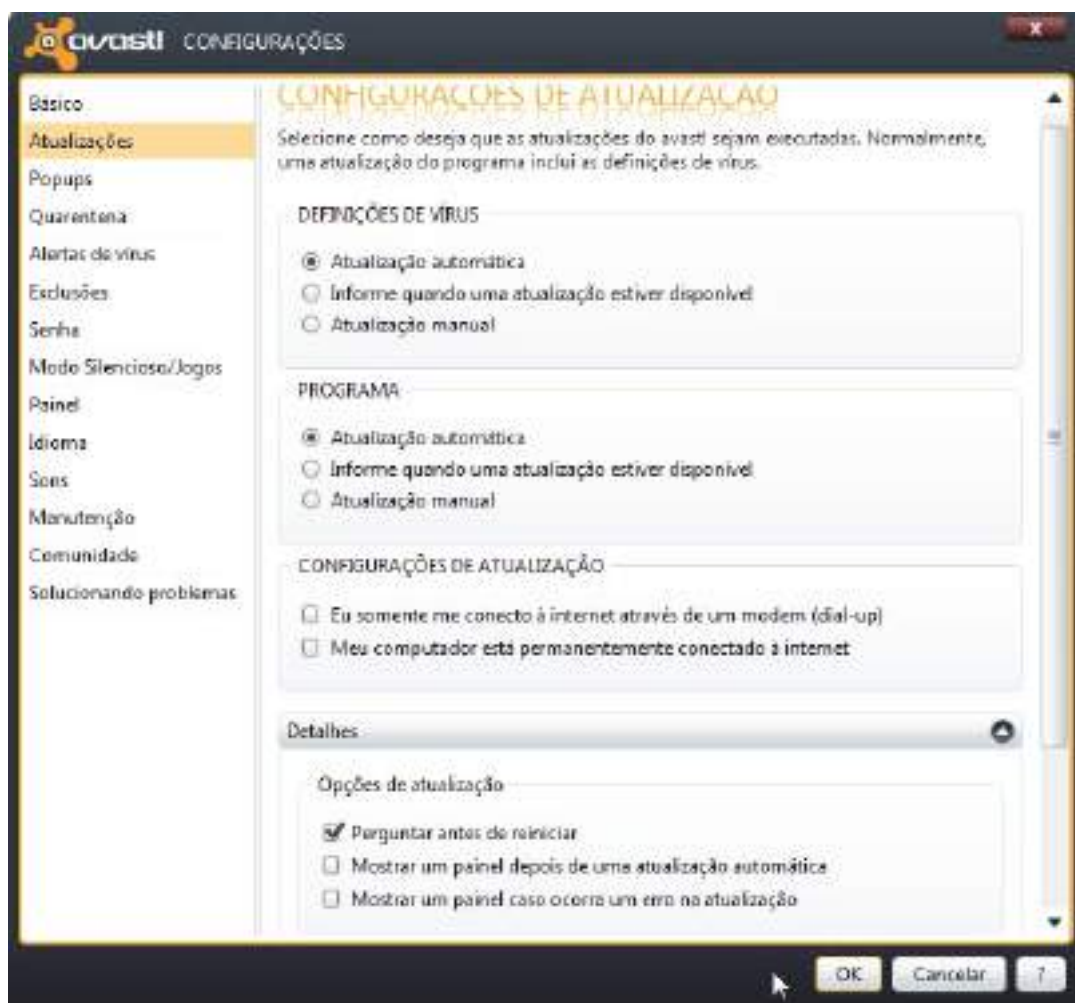 avast! CONFIGURAÇÕES
x
Básico
Atualizações
Popups
Quarentena
Alertas de vírus
Exclusões
Senha
Modo Silencioso/Jogos
Painel
Idioma
Sons
Manutenção
Comunidade
Solucionando problemas
CONFIGURAÇÕES DE ATUALIZAÇÃO
Selecione como deseja que as atualizações do avast! sejam executadas. Normalmente,
uma atualização do programa inclui as definições de vírus.
DEFINIÇÕES DE VÍRUS
Atualização automática
Informe quando uma atualização estiver disponível
Atualização manual
PROGRAMA
Atualização automática
Informe quando uma atualização estiver disponível
Atualização manual
CONFIGURAÇÕES DE ATUALIZAÇÃO
Eu somente me conecto à internet através de um modem (dial-up)
Meu computador está permanentemente conectado à internet
Detalhes
Opções de atualização
Perguntar antes de reiniciar
Mostrar um painel depois de uma atualização automática
Mostrar um painel caso ocorra um erro na atualização
OK
Cancelar
?